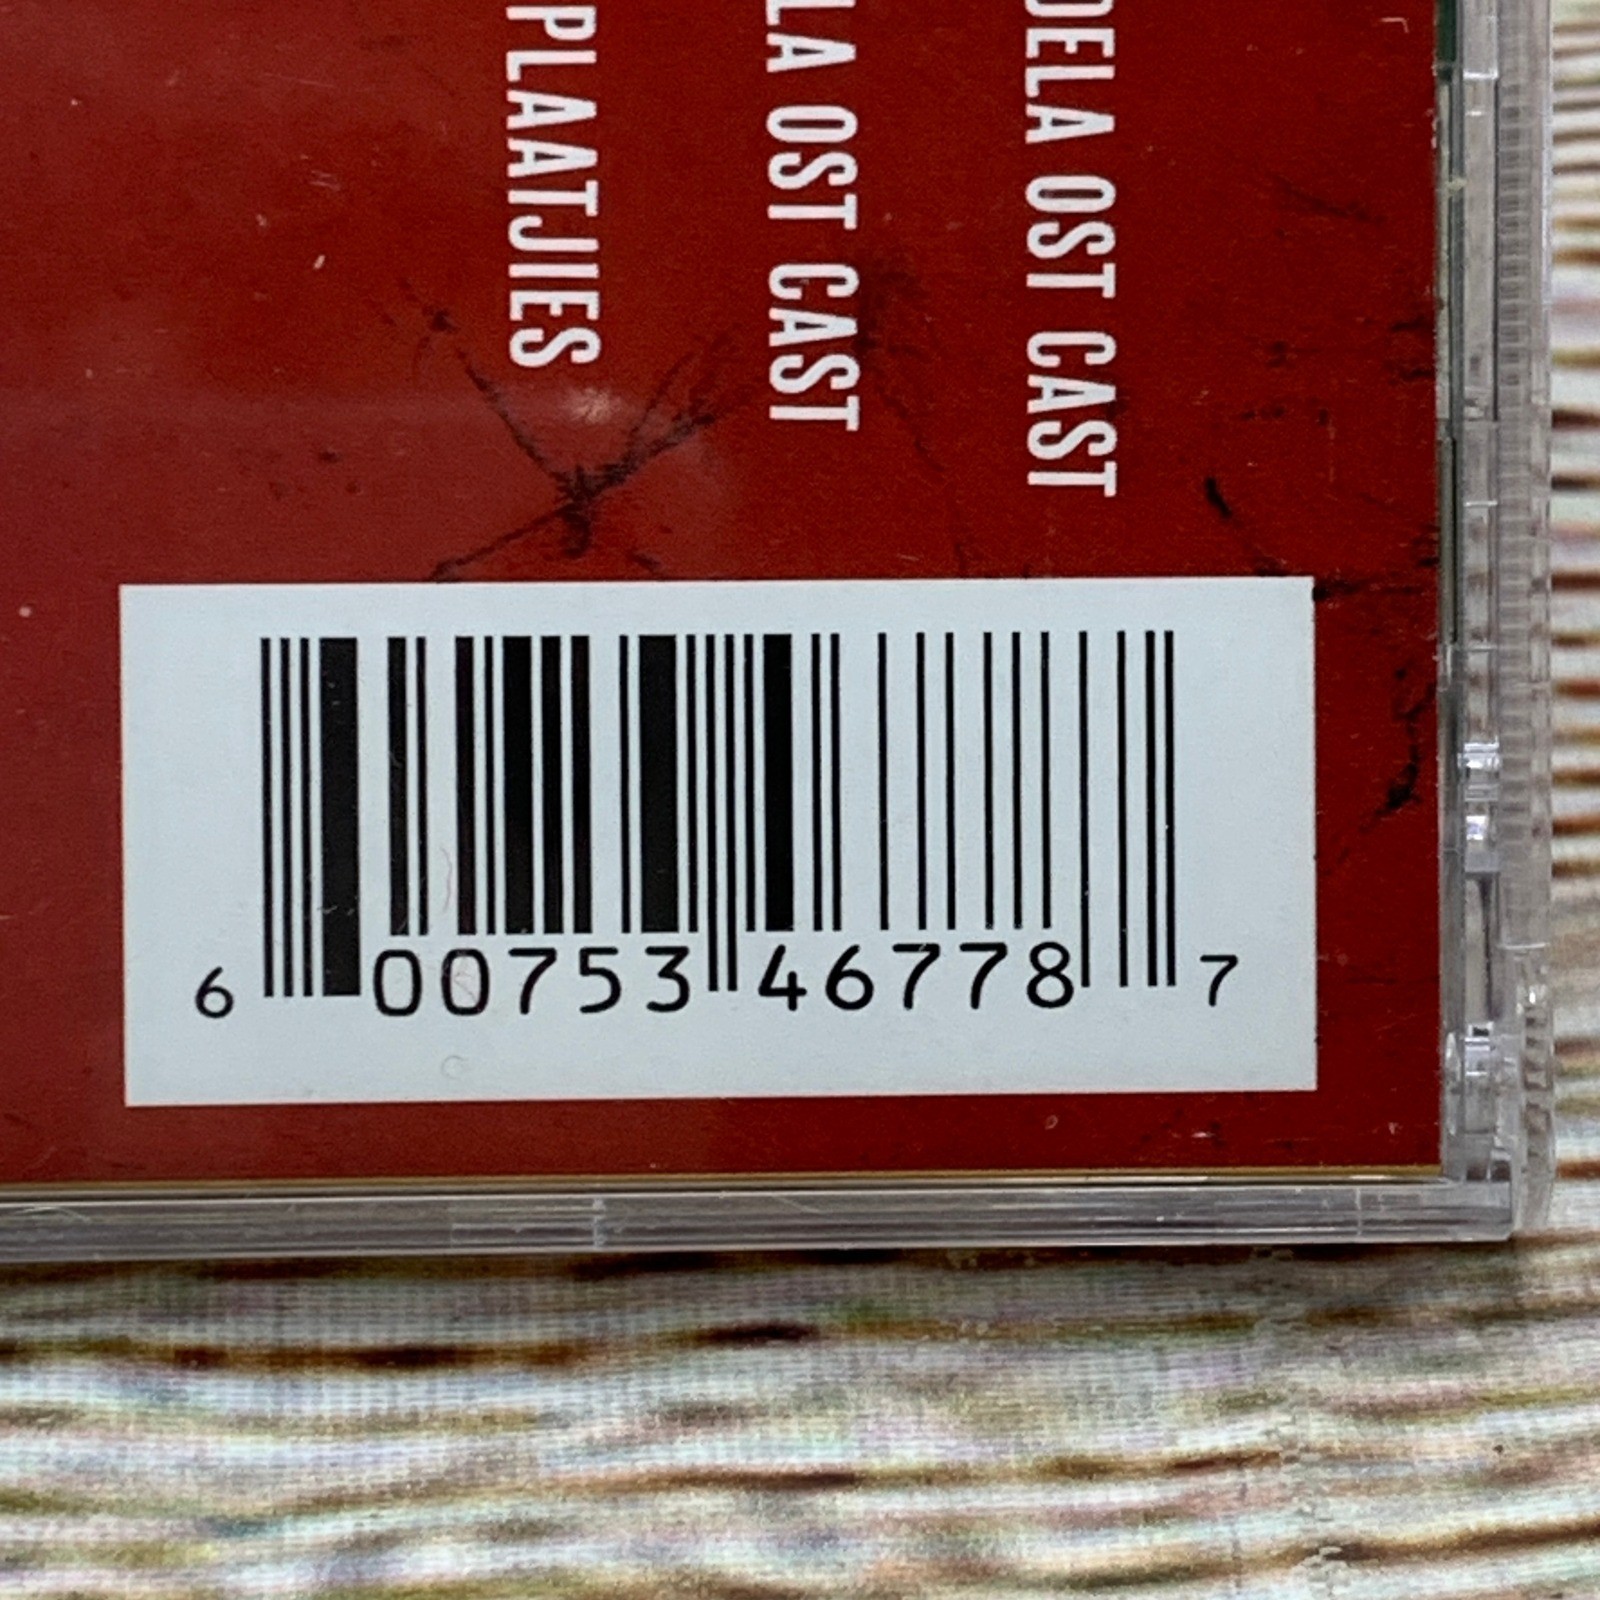 DELA OST CAST
LA OST CAST
PLAATJIES
6 00753 46778 7